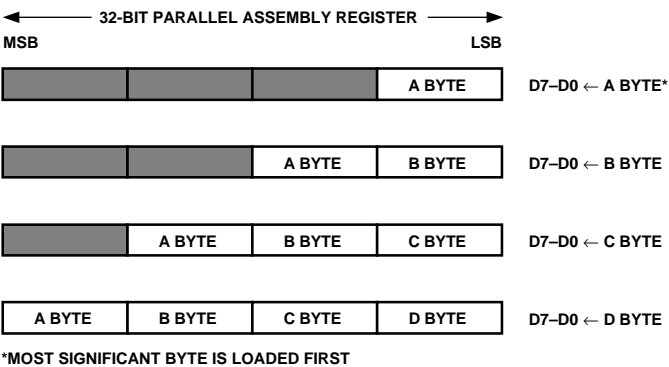 32-BIT PARALLEL ASSEMBLY REGISTER
MSB LSB
A BYTE D7–D0 ← A BYTE*
A BYTE B BYTE D7–D0 ← B BYTE
A BYTE B BYTE C BYTE D7–D0 ← C BYTE
A BYTE B BYTE C BYTE D BYTE D7–D0 ← D BYTE
*MOST SIGNIFICANT BYTE IS LOADED FIRST